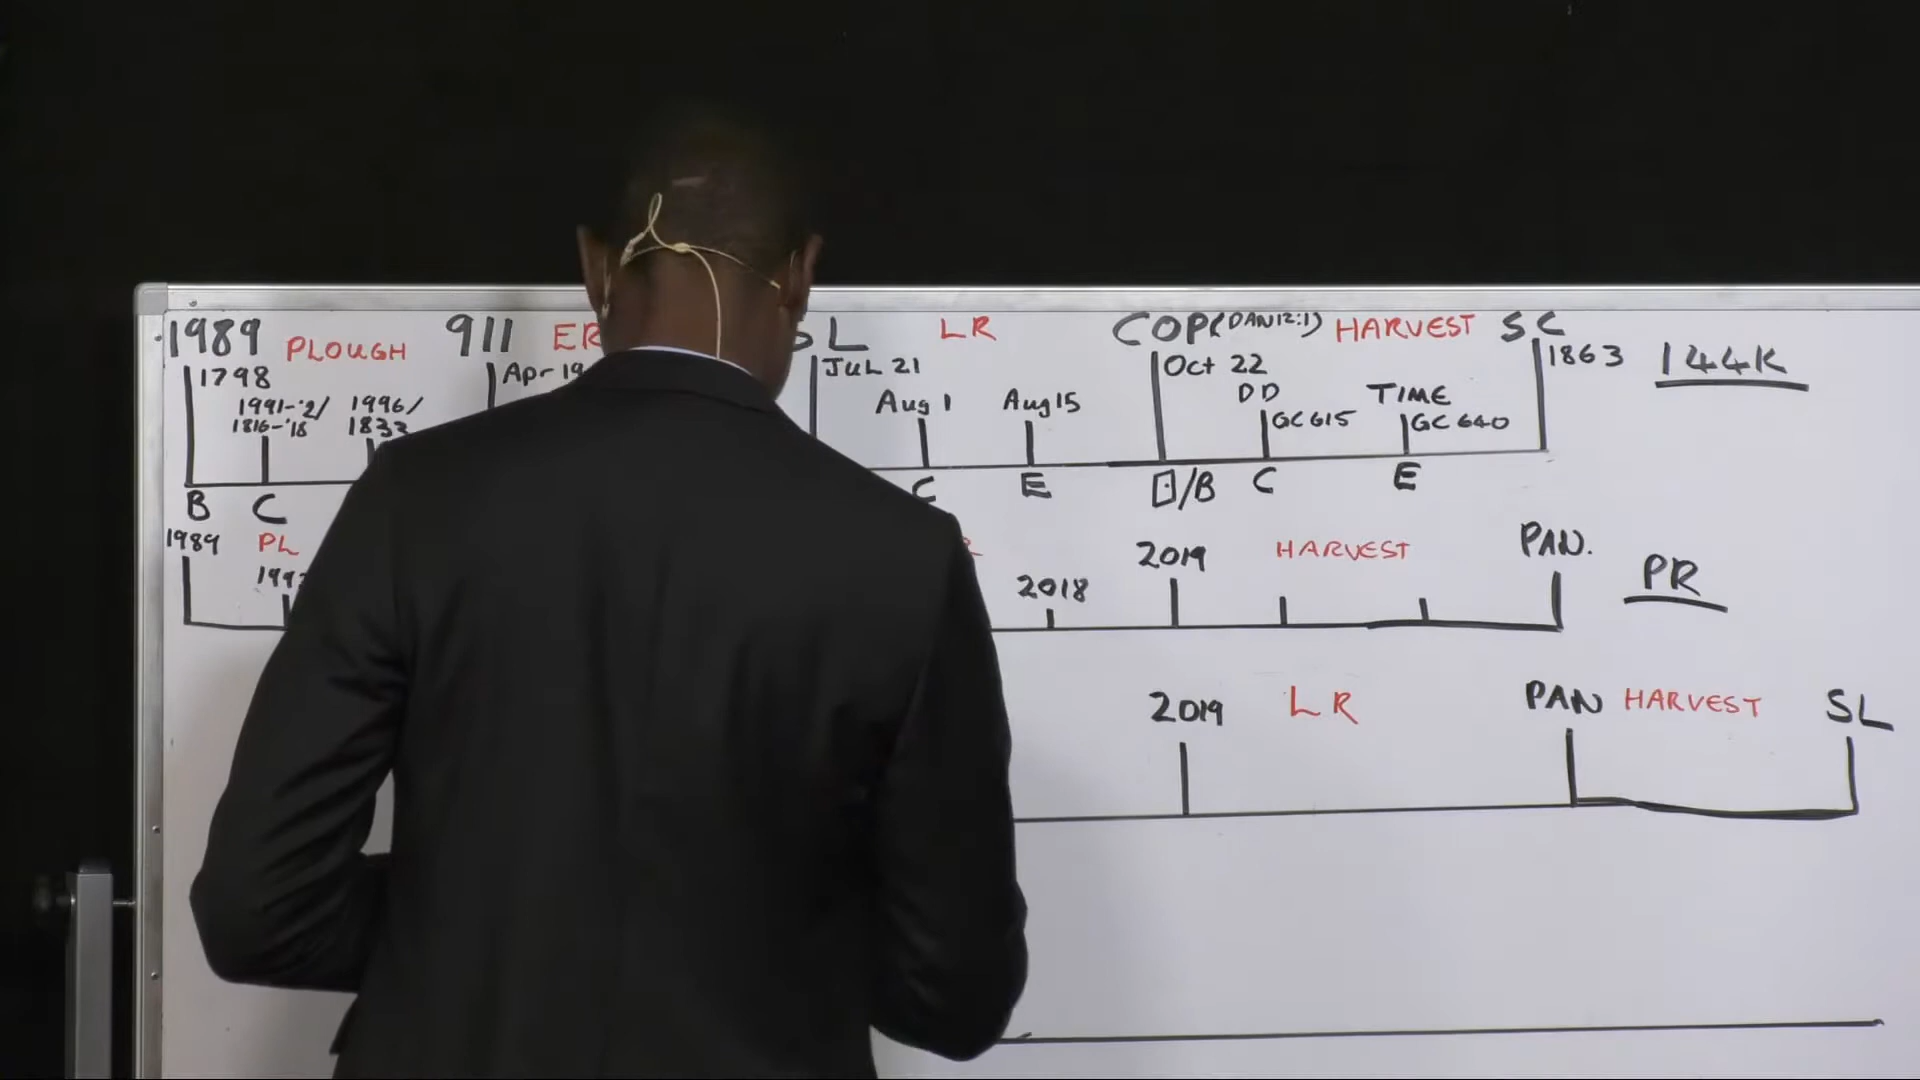 1989 PLOUGH 911 ER L LR COP(DAN12:1) HARVEST SC
1798 Apr 19 Jul 21 Oct 22 1863 144K
1991-'2/ 1996/ Aug 1 Aug 15 DD TIME
1816-'18 1833 GC 615 GC 640
B C C E /B C E
1989 PL 2019 HARVEST PAN. PR
199 2018
2019 LR PAN HARVEST SL